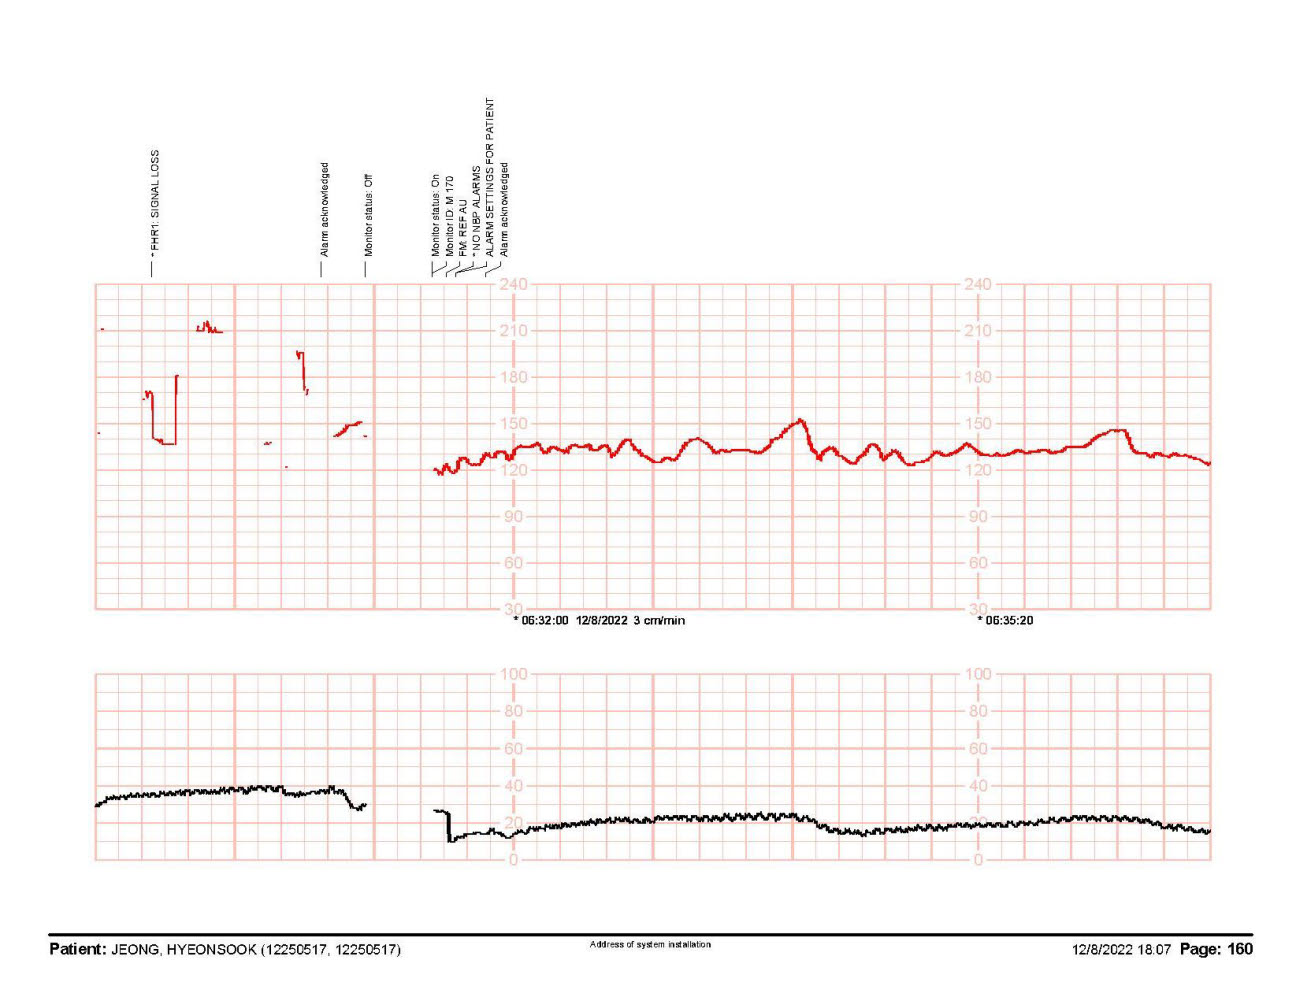 * FHR1: SIGNAL LOSS
Alarm acknowledged
Monitor status: Off
Monitor status: On
Monitor ID: M 170
FM: REF AU
* NO NBP ALARMS
ALARM SETTINGS FOR PATIENT
Alarm acknowledged
240 240
210 210
180 180
150 150
120 120
90 90
60 60
30 30
* 06:32:00 12/8/2022 3 cm/min * 06:35:20
100 100
80 80
60 60
40 40
20 20
0 0
Patient: JEONG, HYEONSOOK (12250517, 12250517) Address of system installation 12/8/2022 18:07 Page: 160